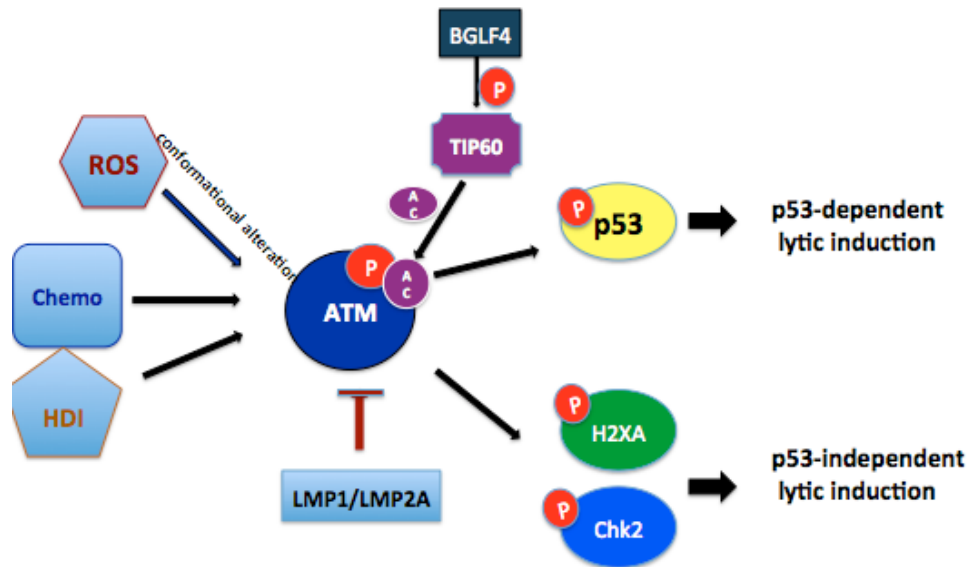 BGLF4
P
TIP60
ROS
conformational alteration
A
C
P
p53
p53-dependent
lytic induction
P
A
C
ATM
Chemo
HDI
P
H2XA
LMP1/LMP2A
P
Chk2
p53-independent
lytic induction